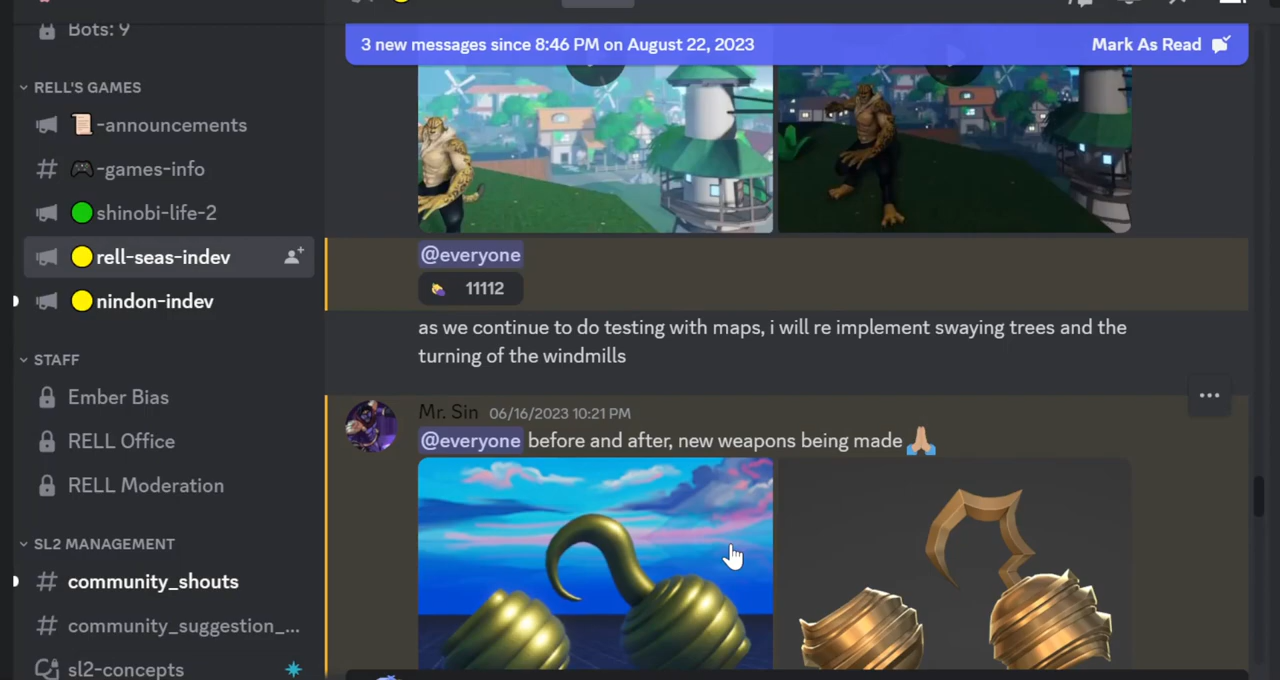 Bots: 9
RELL'S GAMES
-announcements
-games-info
shinobi-life-2
rell-seas-indev
nindon-indev
STAFF
Ember Bias
RELL Office
RELL Moderation
SL2 MANAGEMENT
community_shouts
community_suggestion_...
sl2-concepts
3 new messages since 8:46 PM on August 22, 2023
Mark As Read
@everyone
11112
as we continue to do testing with maps, i will re implement swaying trees and the
turning of the windmills
Mr. Sin 06/16/2023 10:21 PM
@everyone before and after, new weapons being made 🙏🏼